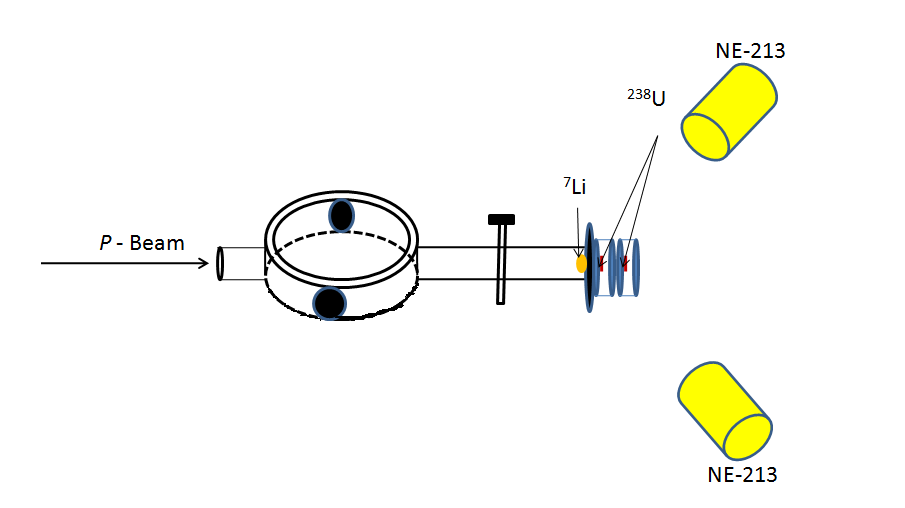 NE-213
²³⁸U
⁷Li
P - Beam
NE-213